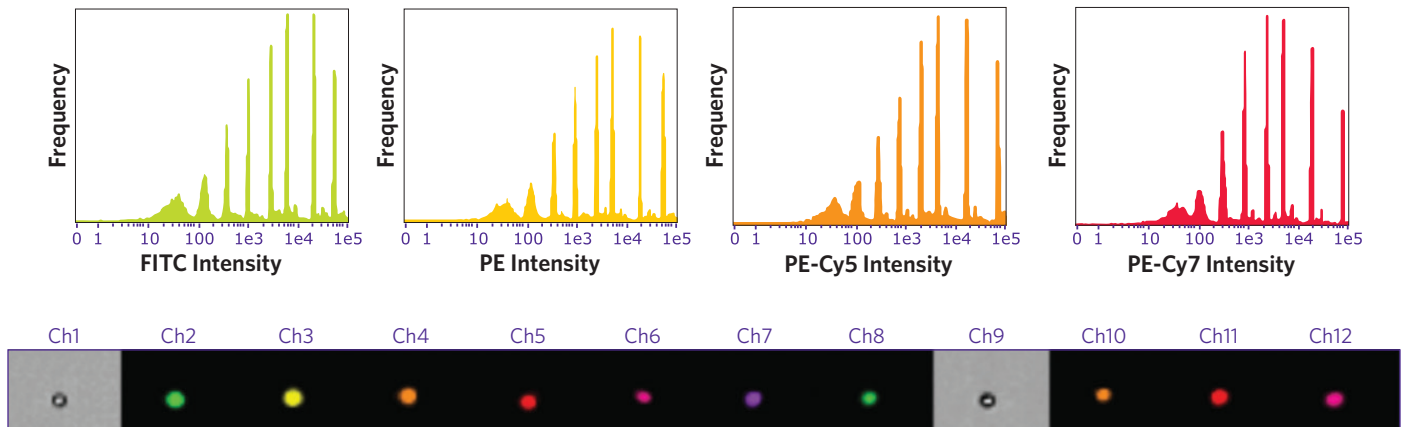 Frequency
0 1 10 100 1e3 1e4 1e5
FITC Intensity
Frequency
0 1 10 100 1e3 1e4 1e5
PE Intensity
Frequency
0 1 10 100 1e3 1e4 1e5
PE-Cy5 Intensity
Frequency
0 1 10 100 1e3 1e4 1e5
PE-Cy7 Intensity
Ch1 Ch2 Ch3 Ch4 Ch5 Ch6 Ch7 Ch8 Ch9 Ch10 Ch11 Ch12